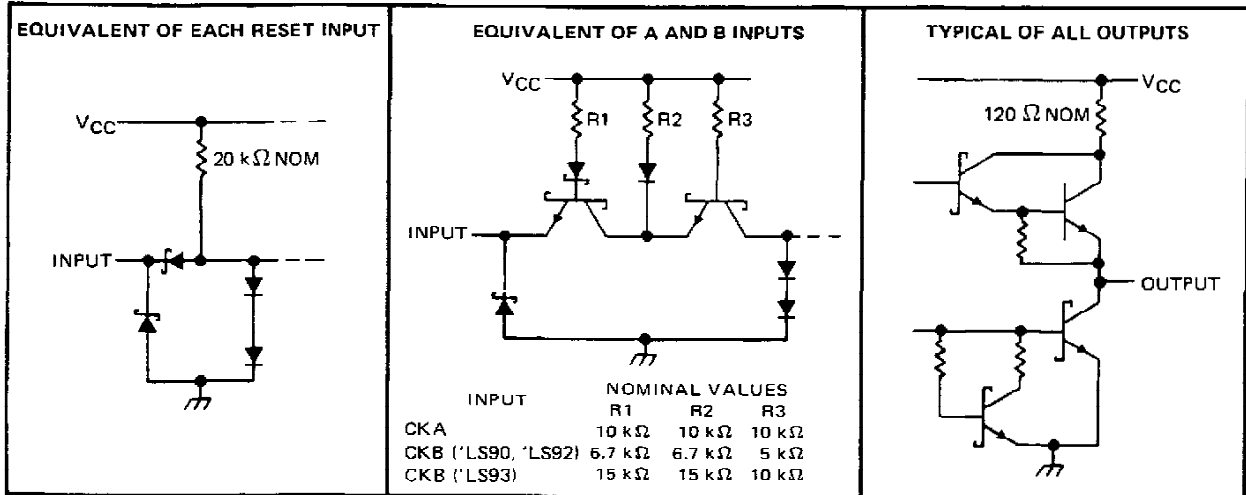 EQUIVALENT OF EACH RESET INPUT
VCC
20 kΩ NOM
INPUT
EQUIVALENT OF A AND B INPUTS
VCC
R1 R2 R3
INPUT
INPUT NOMINAL VALUES
R1 R2 R3
CKA 10 kΩ 10 kΩ 10 kΩ
CKB ('LS90, 'LS92) 6.7 kΩ 6.7 kΩ 5 kΩ
CKB ('LS93) 15 kΩ 15 kΩ 10 kΩ
TYPICAL OF ALL OUTPUTS
VCC
120 Ω NOM
OUTPUT